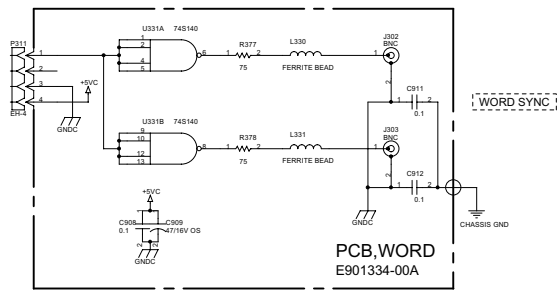 U331A 74S140
P311
1
2
4
5
6
R377
1 2
75
L330
FERRITE BEAD
J302
BNC
1
2
1
2
3
4
+5VC
EH-4
GNDC
C911
1 2
0.1
WORD SYNC
U331B 74S140
9
10
12
13
8
R378
1 2
75
L331
FERRITE BEAD
J303
BNC
1
2
C912
1 2
0.1
+5VC
C908
0.1
C909
47/16V OS
2 2
GNDC
GNDC
CHASSIS GND
PCB,WORD
E901334-00A